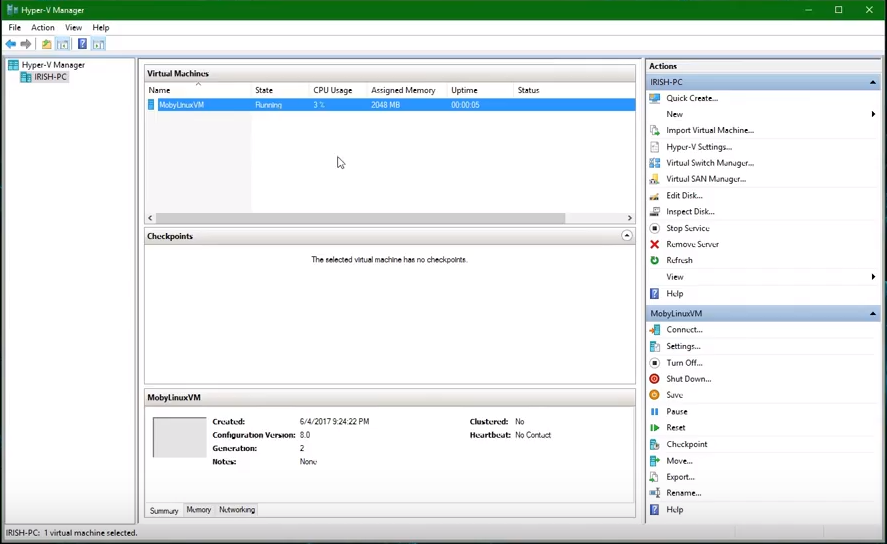 Hyper-V Manager
File Action View Help
Hyper-V Manager
IRISH-PC
Virtual Machines
Name State CPU Usage Assigned Memory Uptime Status
MobyLinuxVM Running 3 % 2048 MB 00:00:05
Checkpoints
The selected virtual machine has no checkpoints.
MobyLinuxVM
Created: 6/4/2017 9:24:22 PM Clustered: No
Configuration Version: 8.0 Heartbeat: No Contact
Generation: 2
Notes: None
Summary Memory Networking
Actions
IRISH-PC
Quick Create...
New
Import Virtual Machine...
Hyper-V Settings...
Virtual Switch Manager...
Virtual SAN Manager...
Edit Disk...
Inspect Disk...
Stop Service
Remove Server
Refresh
View
Help
MobyLinuxVM
Connect...
Settings...
Turn Off...
Shut Down...
Save
Pause
Reset
Checkpoint
Move...
Export...
Rename...
Help
IRISH-PC: 1 virtual machine selected.